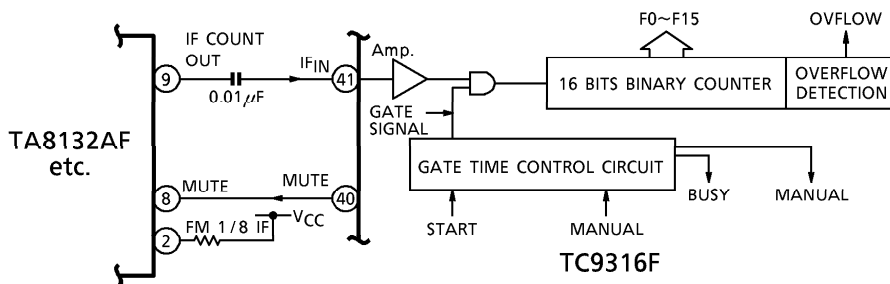 F0~F15
OVFLOW
IF COUNT
OUT
IFIN
Amp.
9
41
0.01μF
16 BITS BINARY COUNTER
OVERFLOW
DETECTION
GATE
SIGNAL
TA8132AF
etc.
GATE TIME CONTROL CIRCUIT
8
MUTE
MUTE
40
BUSY
MANUAL
2
FM 1/8 IF
VCC
START
MANUAL
TC9316F